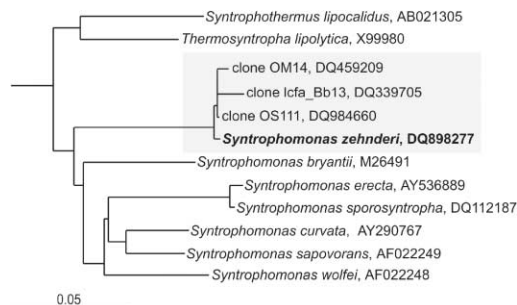 Syntrophothermus lipocalidus, AB021305
Thermosyntropha lipolytica, X99980
clone OM14, DQ459209
clone lcfa_Bb13, DQ339705
clone OS111, DQ984660
Syntrophomonas zehnderi, DQ898277
Syntrophomonas bryantii, M26491
Syntrophomonas erecta, AY536889
Syntrophomonas sporosyntropha, DQ112187
Syntrophomonas curvata, AY290767
Syntrophomonas sapovorans, AF022249
Syntrophomonas wolfei, AF022248
0.05